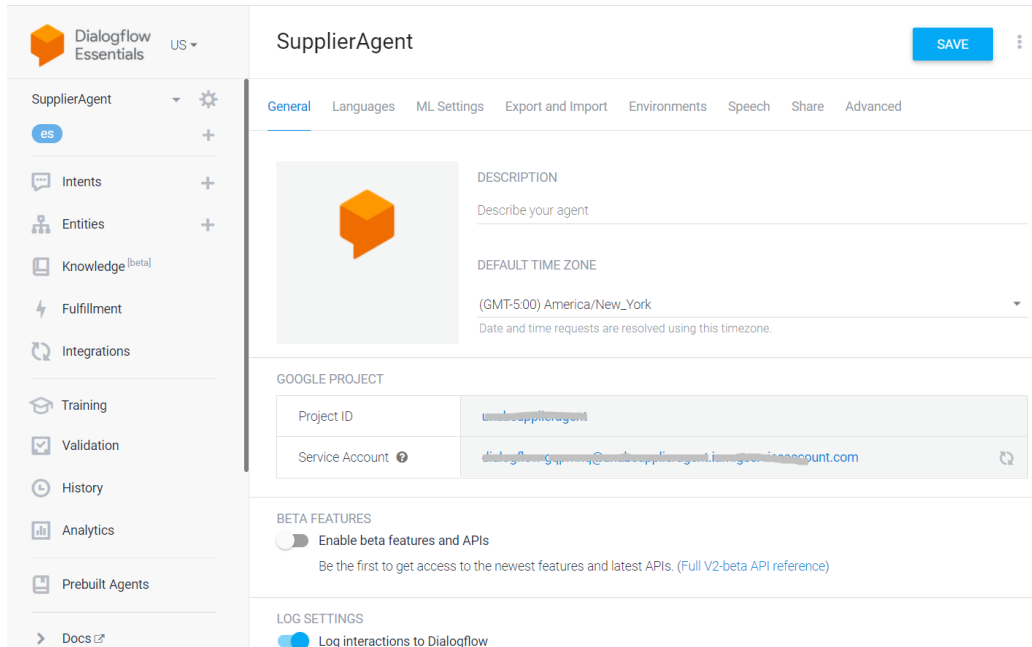 Dialogflow
Essentials
US
SupplierAgent
SAVE
SupplierAgent
es
General
Languages
ML Settings
Export and Import
Environments
Speech
Share
Advanced
Intents
Entities
Knowledge [beta]
Fulfillment
Integrations
Training
Validation
History
Analytics
Prebuilt Agents
Docs
DESCRIPTION
Describe your agent
DEFAULT TIME ZONE
(GMT-5:00) America/New_York
Date and time requests are resolved using this timezone.
GOOGLE PROJECT
Project ID
Service Account
ount.com
BETA FEATURES
Enable beta features and APIs
Be the first to get access to the newest features and latest APIs. (Full V2-beta API reference)
LOG SETTINGS
Log interactions to Dialogflow